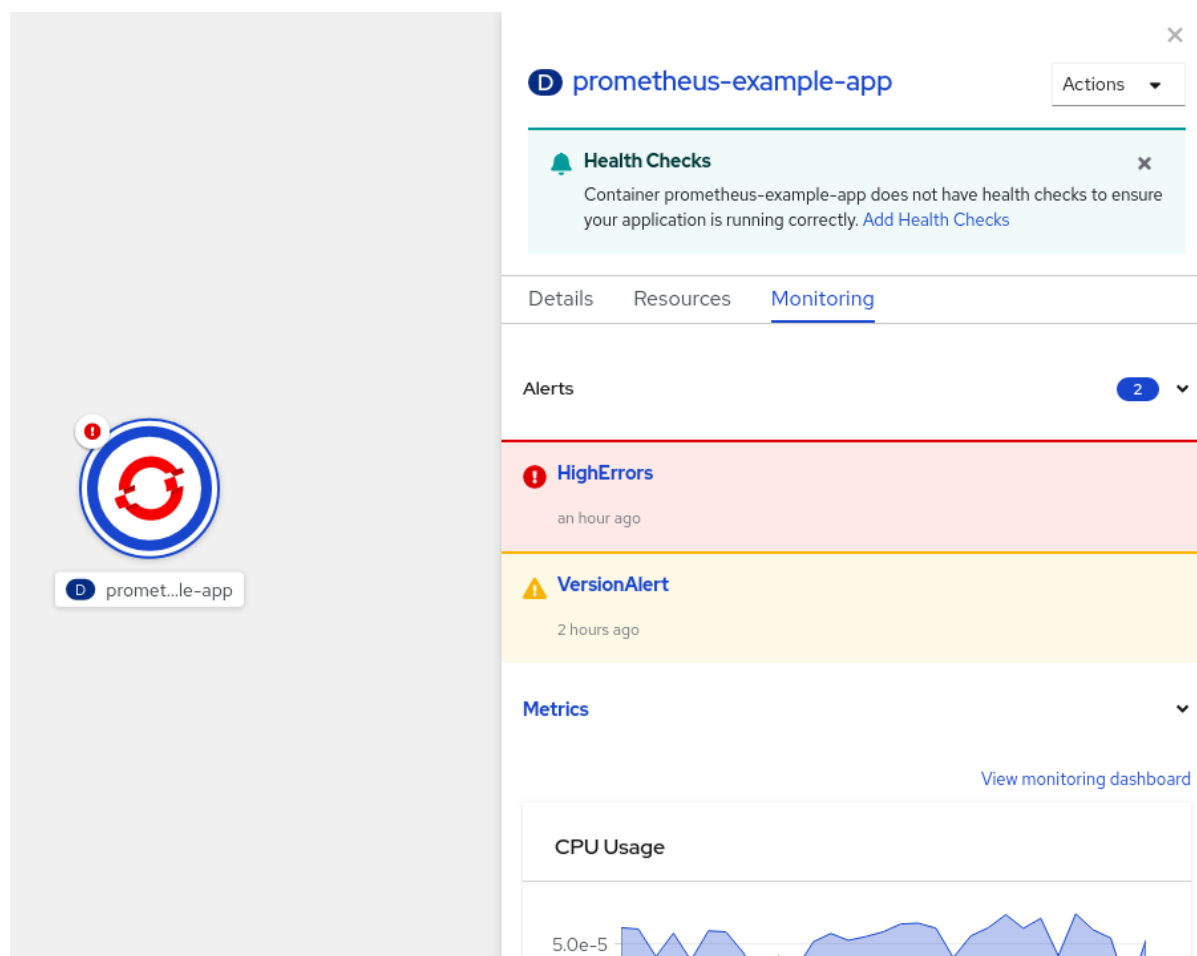 D prometheus-example-app
Actions
Health Checks
Container prometheus-example-app does not have health checks to ensure
your application is running correctly. Add Health Checks
Details Resources Monitoring
Alerts
2
HighErrors
an hour ago
VersionAlert
2 hours ago
Metrics
View monitoring dashboard
CPU Usage
5.0e-5
D promet...le-app